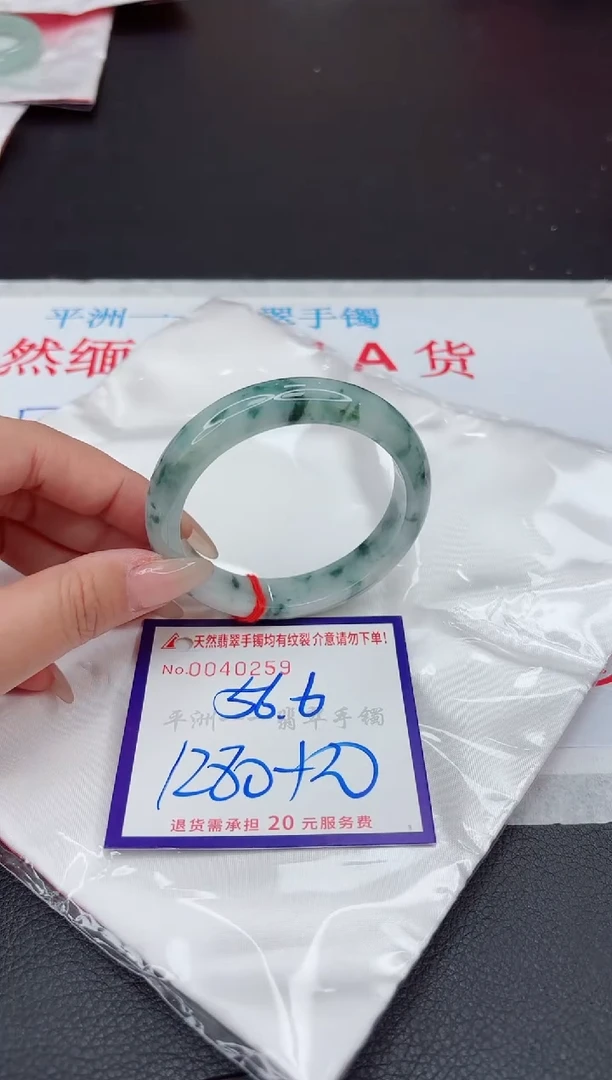 平洲一 翠手镯
然缅 A 货
天然翡翠手镯均有纹裂介意请勿下单!
No.0040259
56.6
平洲一 翡翠手镯
1280+20
退货需承担 20 元服务费